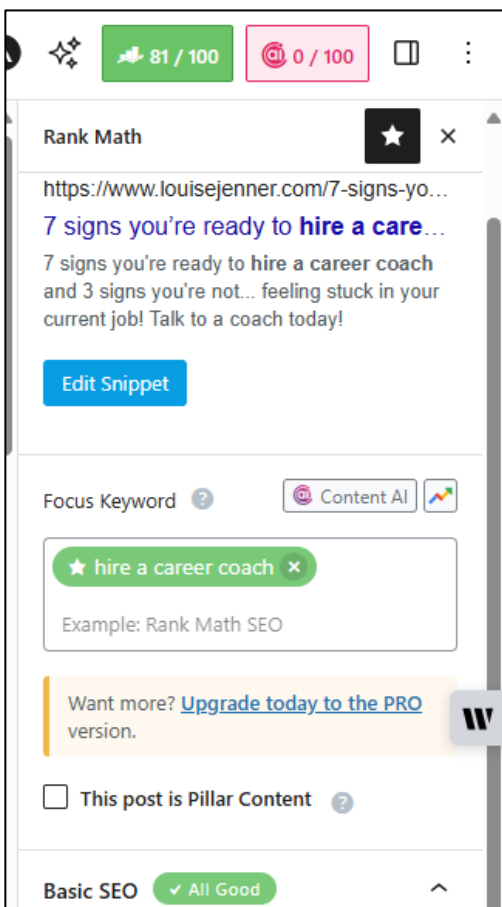 81 / 100
0 / 100
Rank Math
https://www.louisejenner.com/7-signs-yo...
7 signs you're ready to hire a care...
7 signs you're ready to hire a career coach
and 3 signs you're not... feeling stuck in your
current job! Talk to a coach today!
Edit Snippet
Focus Keyword ?
Content AI
hire a career coach
Example: Rank Math SEO
Want more? Upgrade today to the PRO
version.
W
This post is Pillar Content ?
Basic SEO All Good